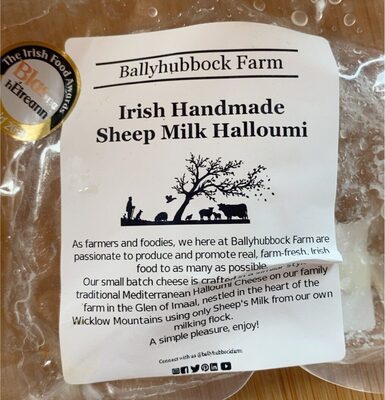 The Irish Food Awards
Blas
na hÉireann
Ballyhubbock Farm
Irish Handmade
Sheep Milk Halloumi
As farmers and foodies, we here at Ballyhubbock Farm are
passionate to produce and promote real, farm-fresh, Irish
food to as many as possible
Our small batch cheese is crafted
traditional Mediterranean Halloumi Cheese on our family
farm in the Glen of Imaal, nestled in the heart of the
Wicklow Mountains using only Sheep's Milk from our own
milking flock.
A simple pleasure, enjoy!
Connect with us @ballyhubbockfarm